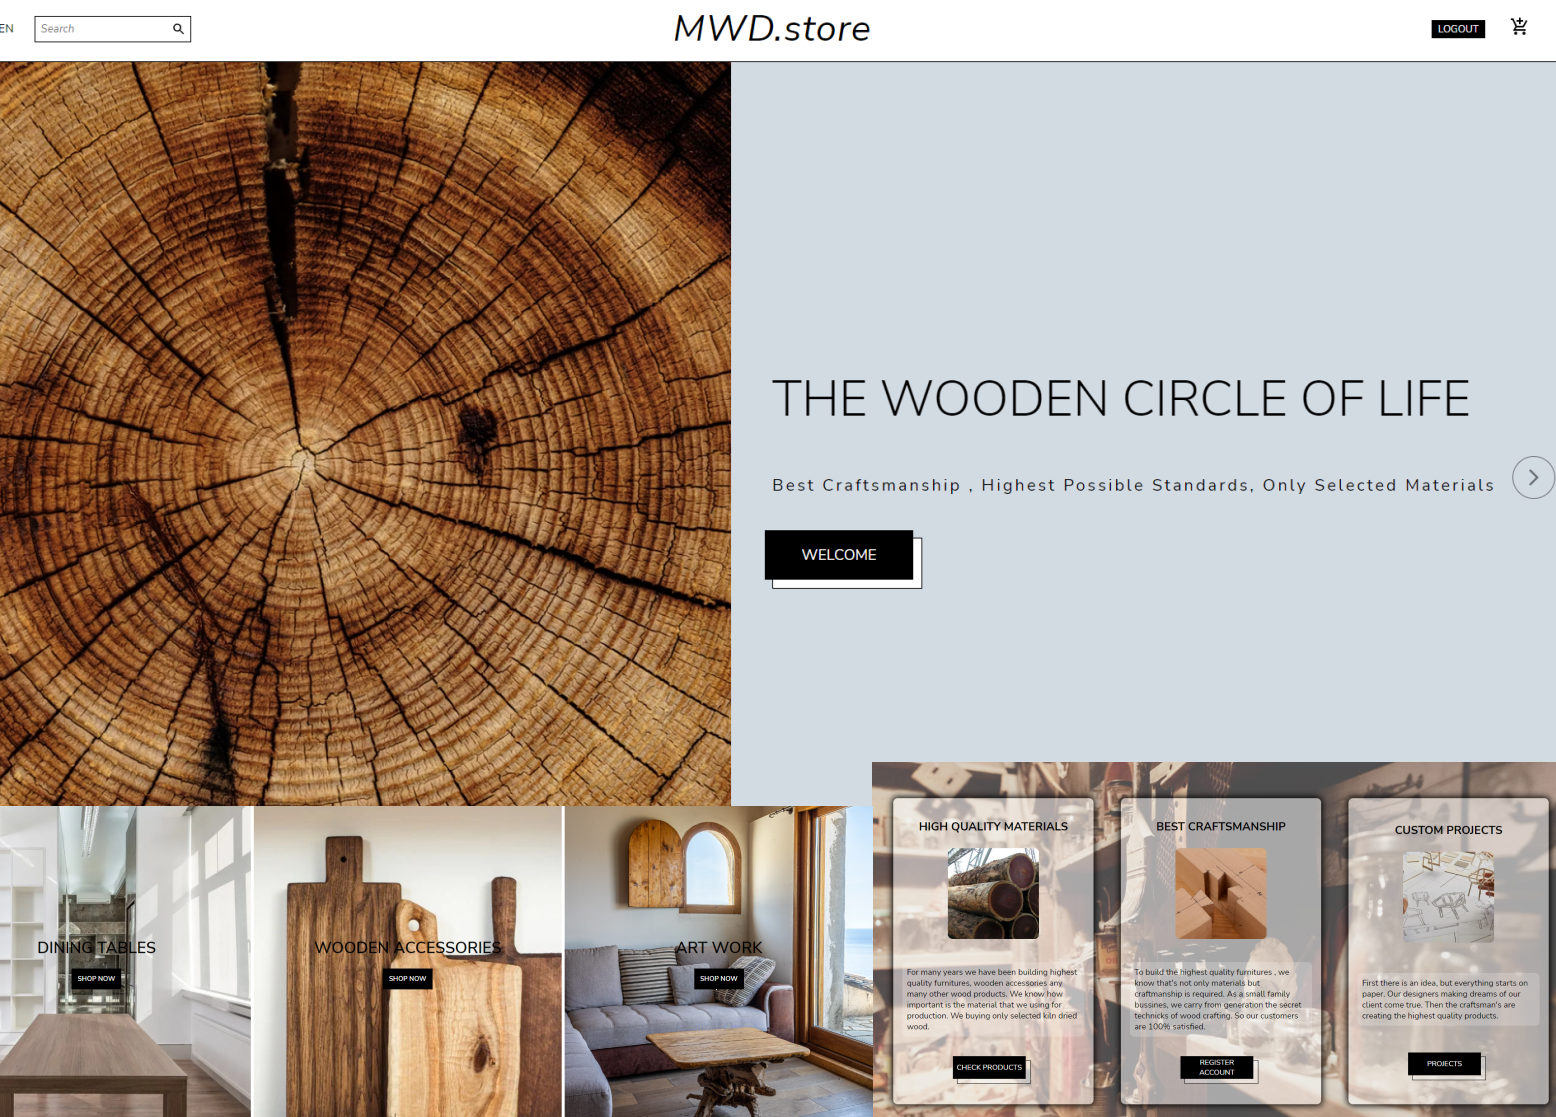 EN
Search
MWD.store
LOGOUT
THE WOODEN CIRCLE OF LIFE
Best Craftsmanship , Highest Possible Standards, Only Selected Materials
WELCOME
DINING TABLES
SHOP NOW
WOODEN ACCESSORIES
SHOP NOW
ART WORK
SHOP NOW
HIGH QUALITY MATERIALS
For many years we have been building highest
quality furnitures, wooden accessories any
many other wood products. We know how
important is the material that we using for
production. We buying only selected kiln dried
wood.
CHECK PRODUCTS
BEST CRAFTSMANSHIP
To build the highest quality furnitures , we
know that's not only materials but
craftmanship is required. As a small family
bussines, we carry from generation the secret
technicks of wood crafting. So our customers
are 100% satisfied.
REGISTER
ACCOUNT
CUSTOM PROJECTS
First there is an idea, but everything starts on
paper. Our designers making dreams of our
client come true. Then the craftsman's are
creating the highest quality products.
PROJECTS